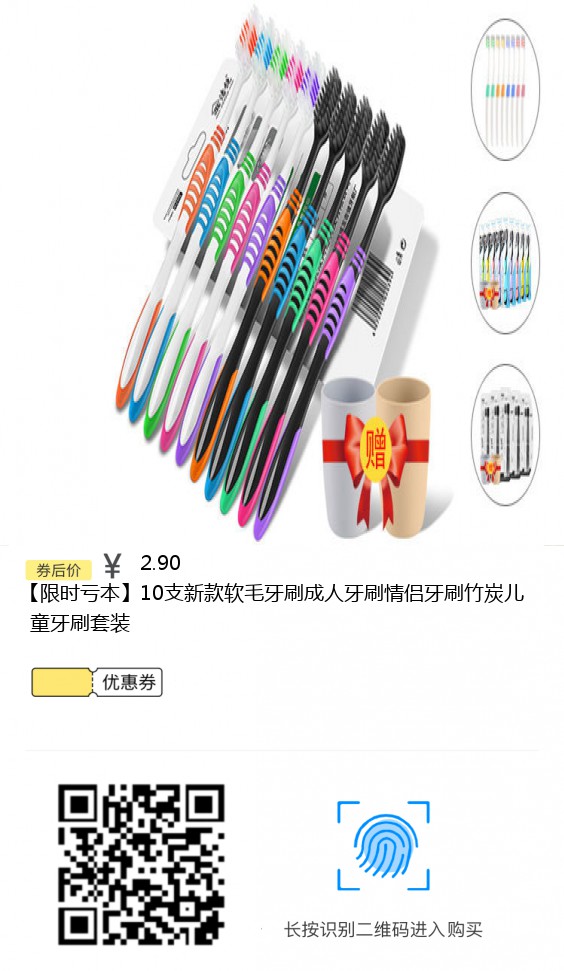 赠
券后价 ¥ 2.90
【限时亏本】10支新款软毛牙刷成人牙刷情侣牙刷竹炭儿
童牙刷套装
优惠券
长按识别二维码进入购买